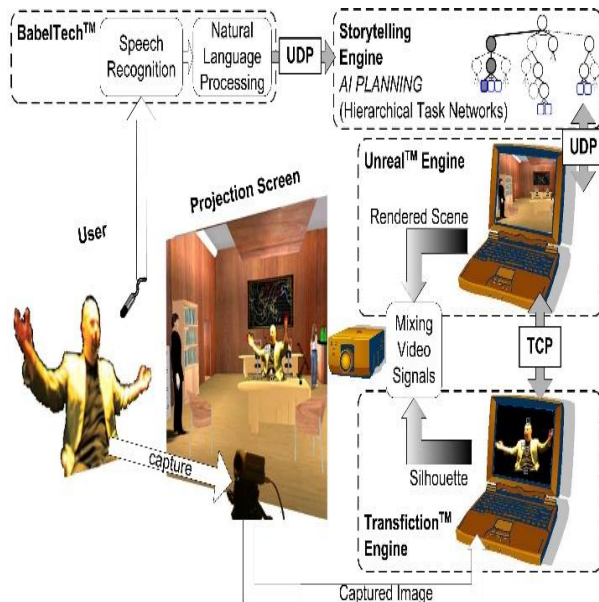 BabelTech™
Speech
Recognition
Natural
Language
Processing
UDP
Storytelling
Engine
AI PLANNING
(Hierarchical Task Networks)
UDP
Unreal™ Engine
Rendered Scene
Projection Screen
User
Mixing
Video
Signals
TCP
capture
Silhouette
Transfiction™
Engine
Captured Image